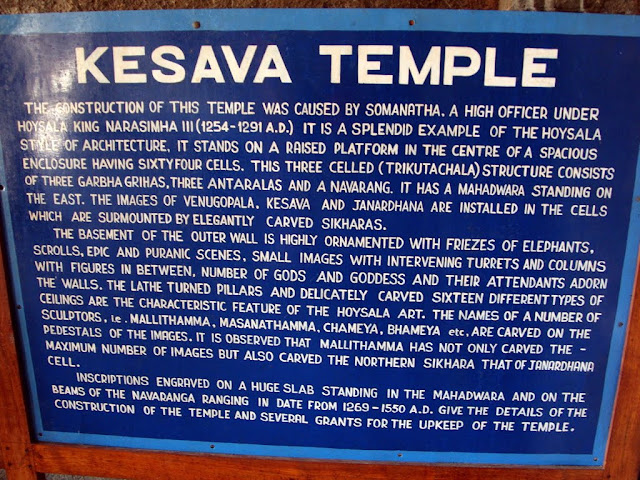 KESAVA TEMPLE
THE CONSTRUCTION OF THIS TEMPLE WAS CAUSED BY SOMANATHA, A HIGH OFFICER UNDER
HOYSALA KING NARASIMHA III (1254-1291 A.D.) IT IS A SPLENDID EXAMPLE OF THE HOYSALA
STYLE OF ARCHITECTURE, IT STANDS ON A RAISED PLATFORM IN THE CENTRE OF A SPACIOUS
ENCLOSURE HAVING SIXTYFOUR CELLS. THIS THREE CELLED (TRIKUTACHALA) STRUCTURE CONSISTS
OF THREE GARBHA GRIHAS, THREE ANTARALAS AND A NAVARANG. IT HAS A MAHADWARA STANDING ON
THE EAST. THE IMAGES OF VENUGOPALA, KESAVA AND JANARDHANA ARE INSTALLED IN THE CELLS
WHICH ARE SURMOUNTED BY ELEGANTLY CARVED SIKHARAS.
THE BASEMENT OF THE OUTER WALL IS HIGHLY ORNAMENTED WITH FRIEZES OF ELEPHANTS,
SCROLLS, EPIC AND PURANIC SCENES, SMALL IMAGES WITH INTERVENING TURRETS AND COLUMNS
WITH FIGURES IN BETWEEN, NUMBER OF GODS AND GODDESS AND THEIR ATTENDANTS ADORN
THE WALLS. THE LATHE TURNED PILLARS AND DELICATELY CARVED SIXTEEN DIFFERENT TYPES OF
CEILINGS ARE THE CHARACTERISTIC FEATURE OF THE HOYSALA ART. THE NAMES OF A NUMBER OF
SCULPTORS, i.e. MALLITHAMMA, MASANATHAMMA, CHAMEYA, BHAMEYA etc, ARE CARVED ON THE
PEDESTALS OF THE IMAGES. IT IS OBSERVED THAT MALLITHAMMA HAS NOT ONLY CARVED THE -
MAXIMUM NUMBER OF IMAGES BUT ALSO CARVED THE NORTHERN SIKHARA THAT OF JANARDHANA
CELL.
INSCRIPTIONS ENGRAVED ON A HUGE SLAB STANDING IN THE MAHADWARA AND ON THE
BEAMS OF THE NAVARANGA RANGING IN DATE FROM 1269-1550 A.D. GIVE THE DETAILS OF THE
CONSTRUCTION OF THE TEMPLE AND SEVERAL GRANTS FOR THE UPKEEP OF THE TEMPLE.